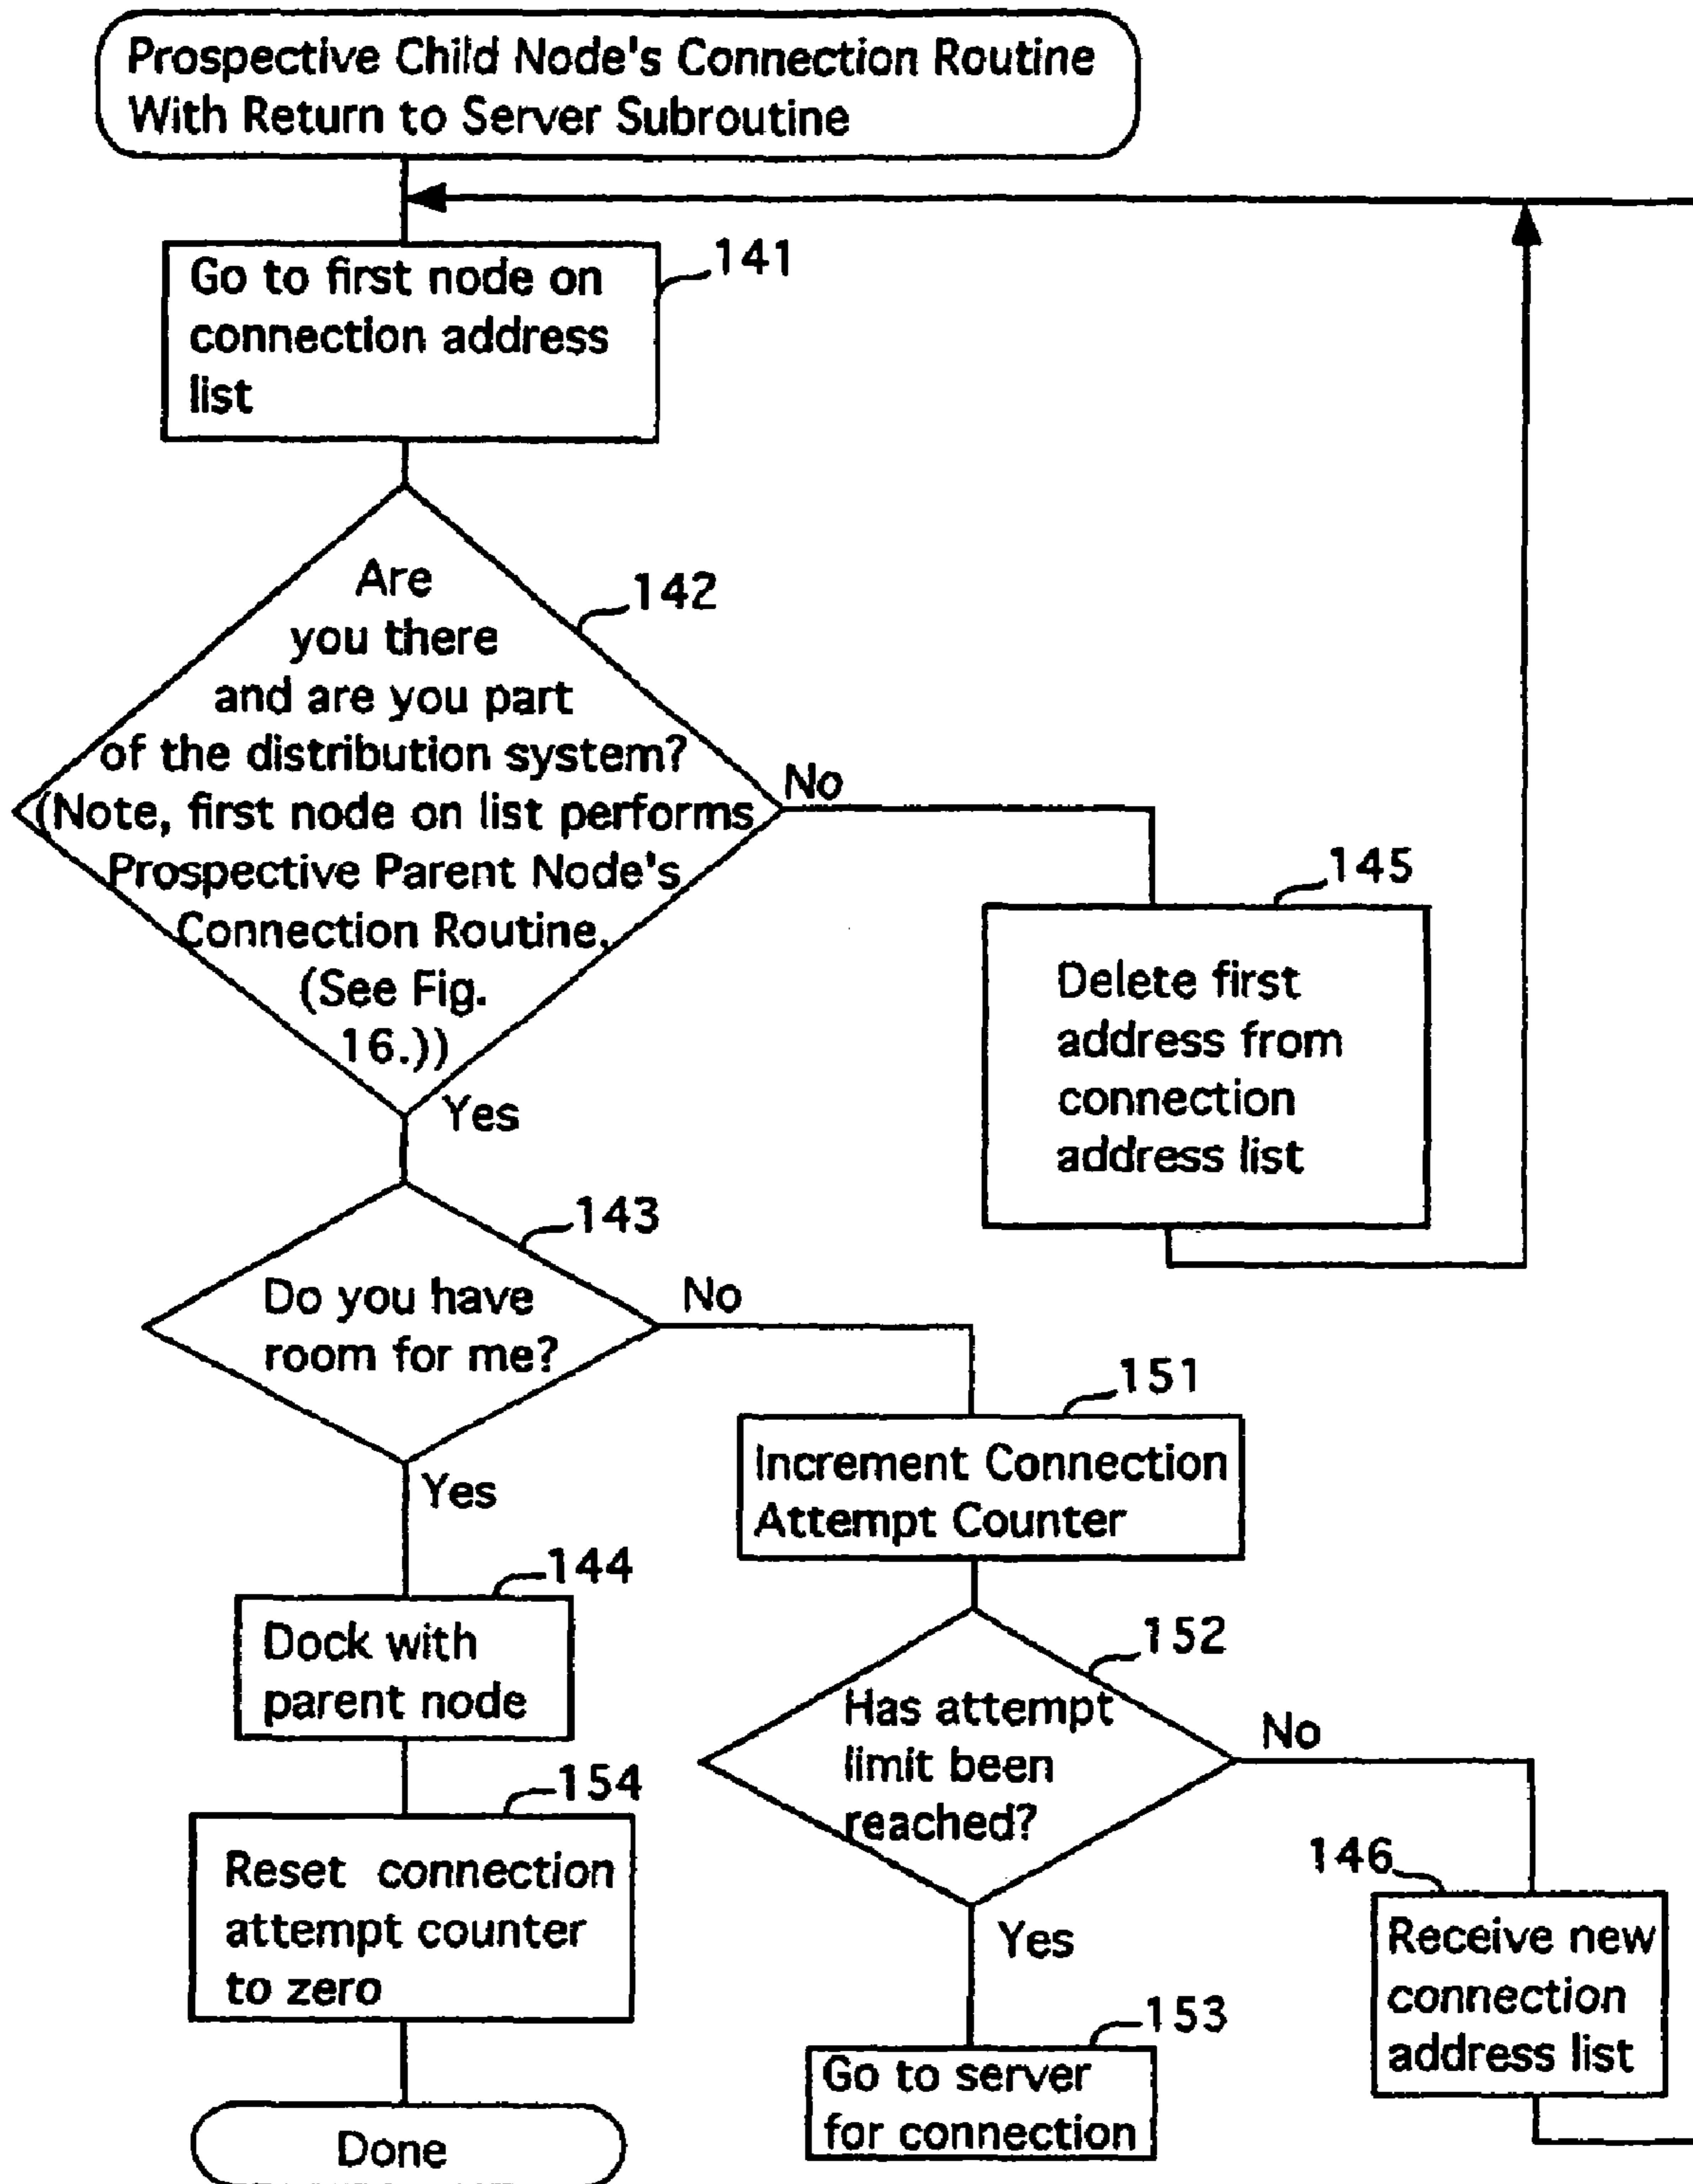 Prospective Child Node's Connection Routine
With Return to Server Subroutine
Go to first node on
connection address
list
141
Are
you there
and are you part
of the distribution system?
(Note, first node on list performs
Prospective Parent Node's
Connection Routine.
(See Fig.
16.))
142
No
Yes
145
Delete first
address from
connection
address list
143
Do you have
room for me?
No
Yes
151
Increment Connection
Attempt Counter
144
Dock with
parent node
152
Has attempt
limit been
reached?
No
Yes
154
Reset connection
attempt counter
to zero
146
Receive new
connection
address list
153
Go to server
for connection
Done